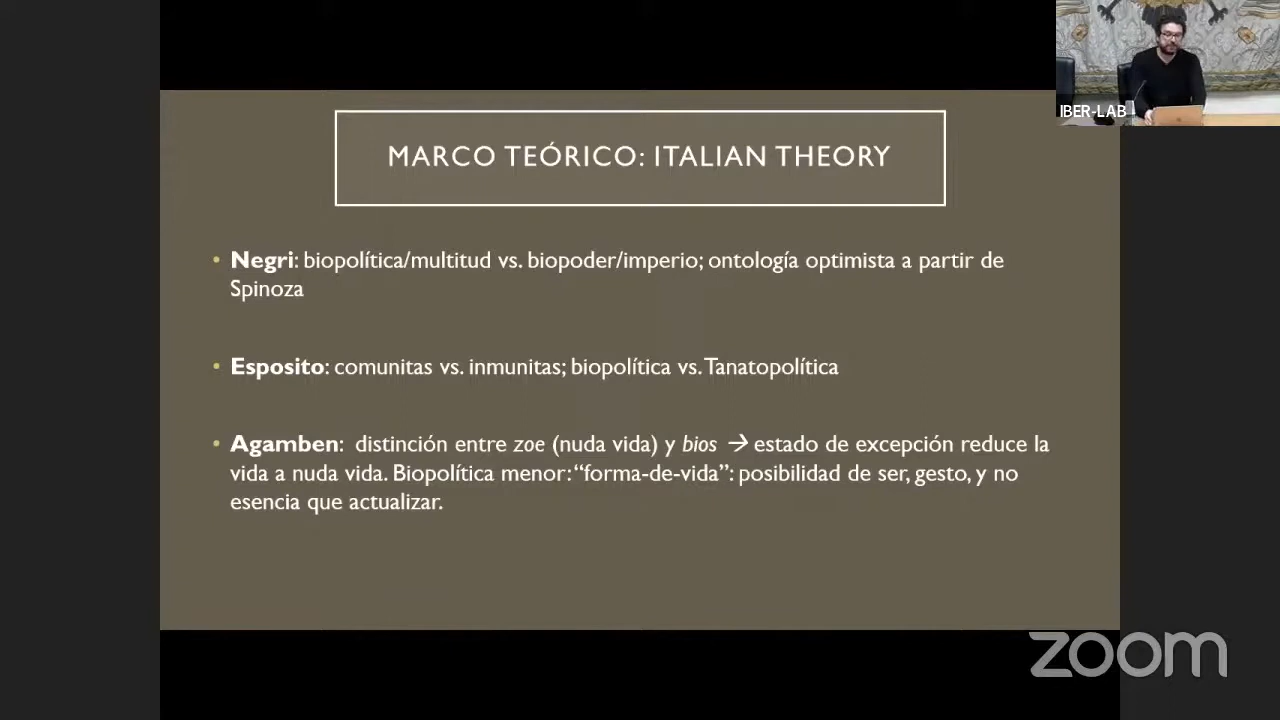 IBER-LAB
MARCO TEÓRICO: ITALIAN THEORY
• Negri: biopolítica/multitud vs. biopoder/imperio; ontología optimista a partir de
Spinoza
• Esposito: comunitas vs. inmunitas; biopolítica vs. Tanatopolítica
• Agamben: distinción entre zoe (nuda vida) y bios → estado de excepción reduce la
vida a nuda vida. Biopolítica menor: “forma-de-vida”: posibilidad de ser, gesto, y no
esencia que actualizar.
zoom